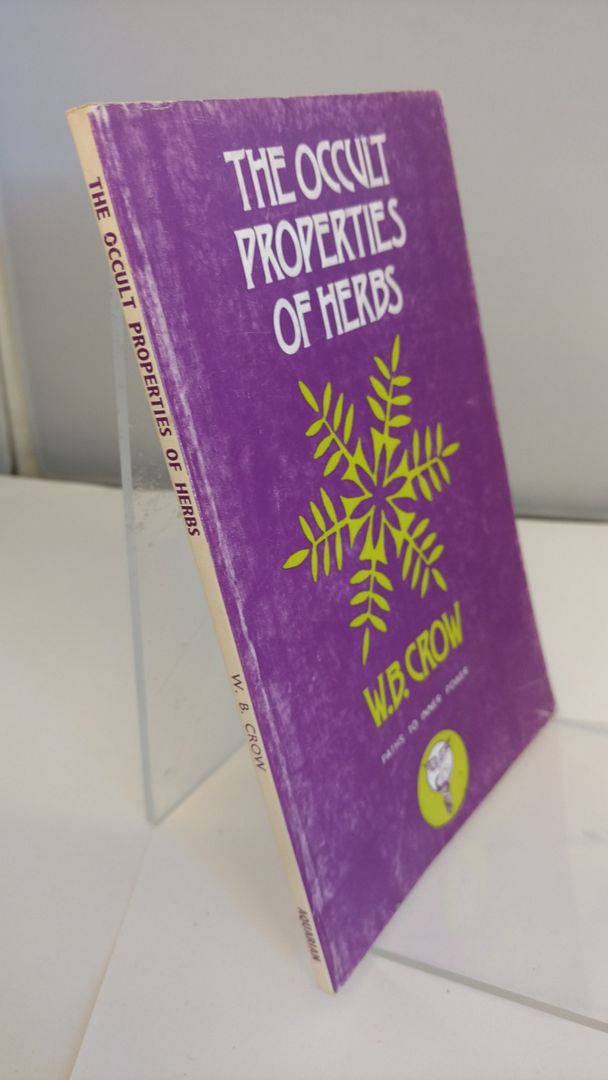 THE OCCULT
PROPERTIES
OF HERBS
W.B. CROW
PATHS TO INNER POWER
THE OCCULT PROPERTIES OF HERBS
W. B. CROW
AQUARIAN